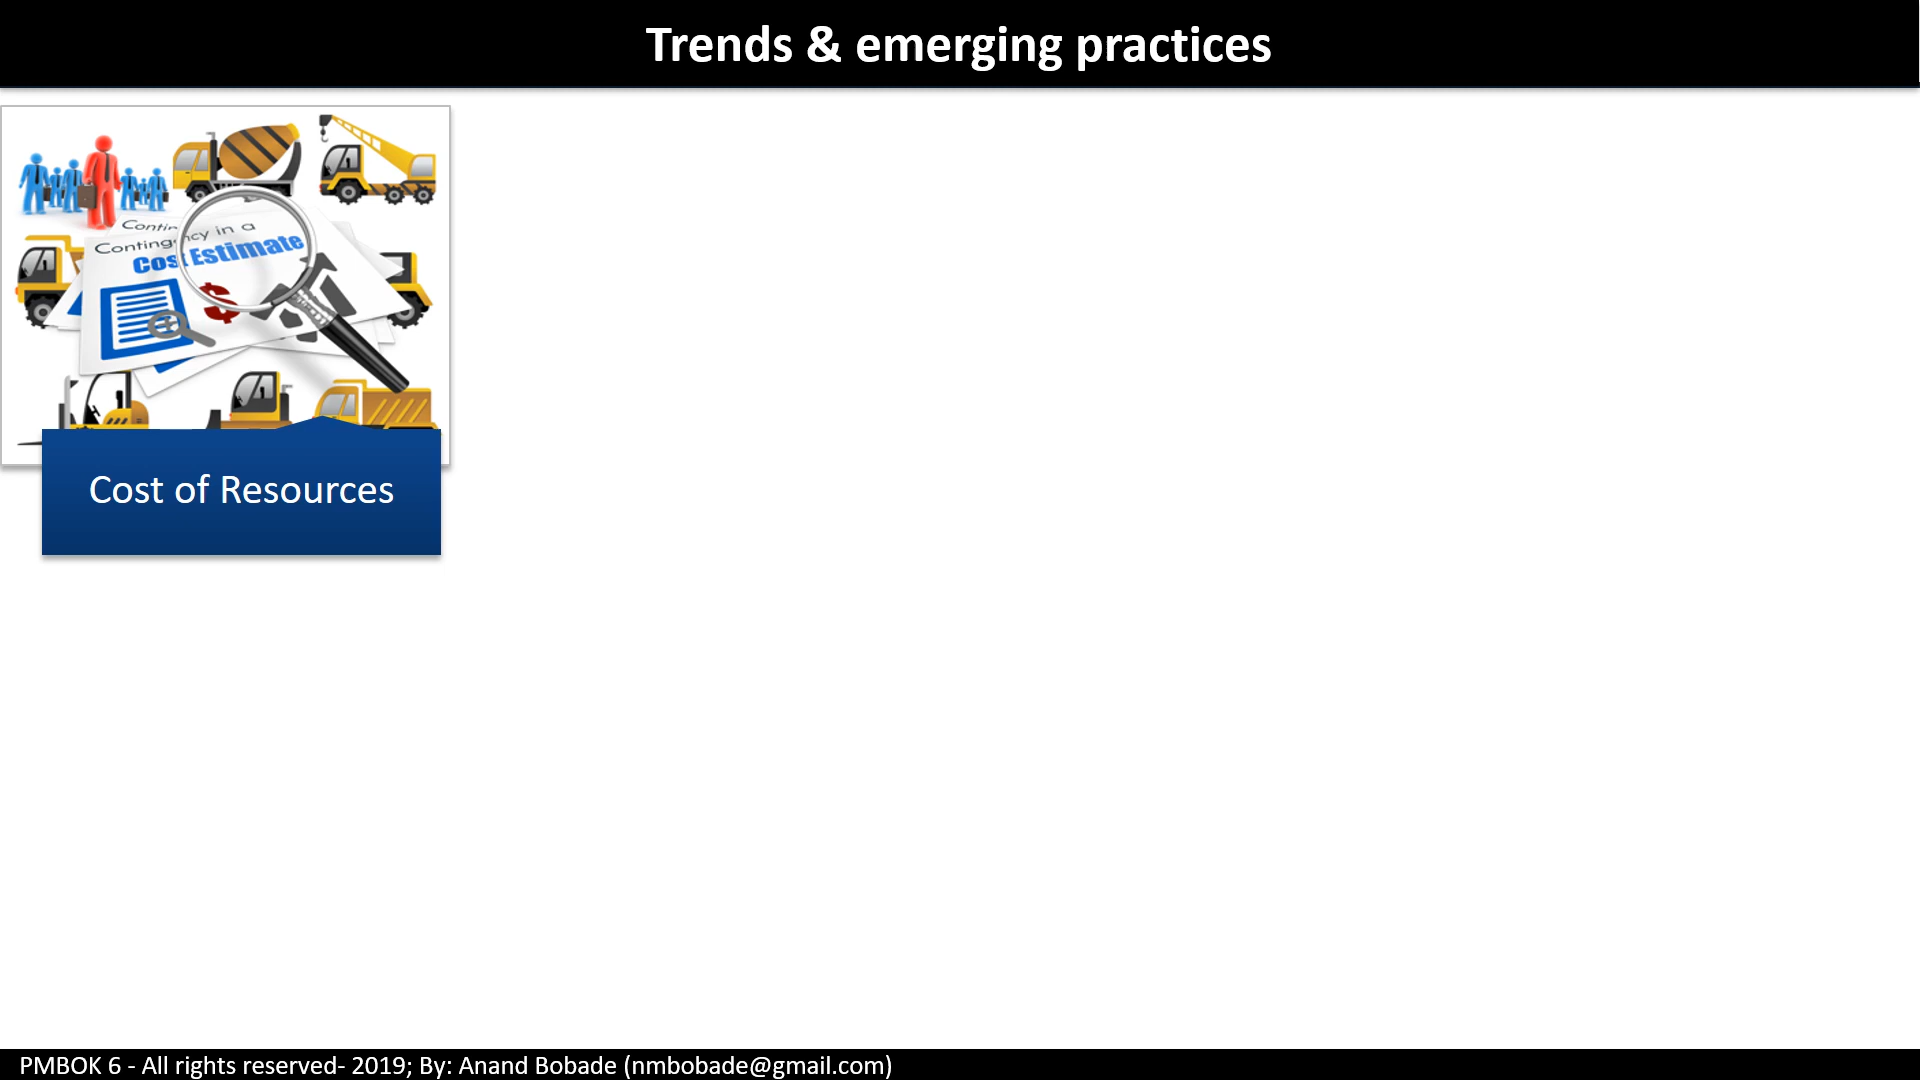 Trends & emerging practices
Contin
Contingency in a
Cost Estimate
$
Cost of Resources
PMBOK 6 - All rights reserved- 2019; By: Anand Bobade (nmbobade@gmail.com)